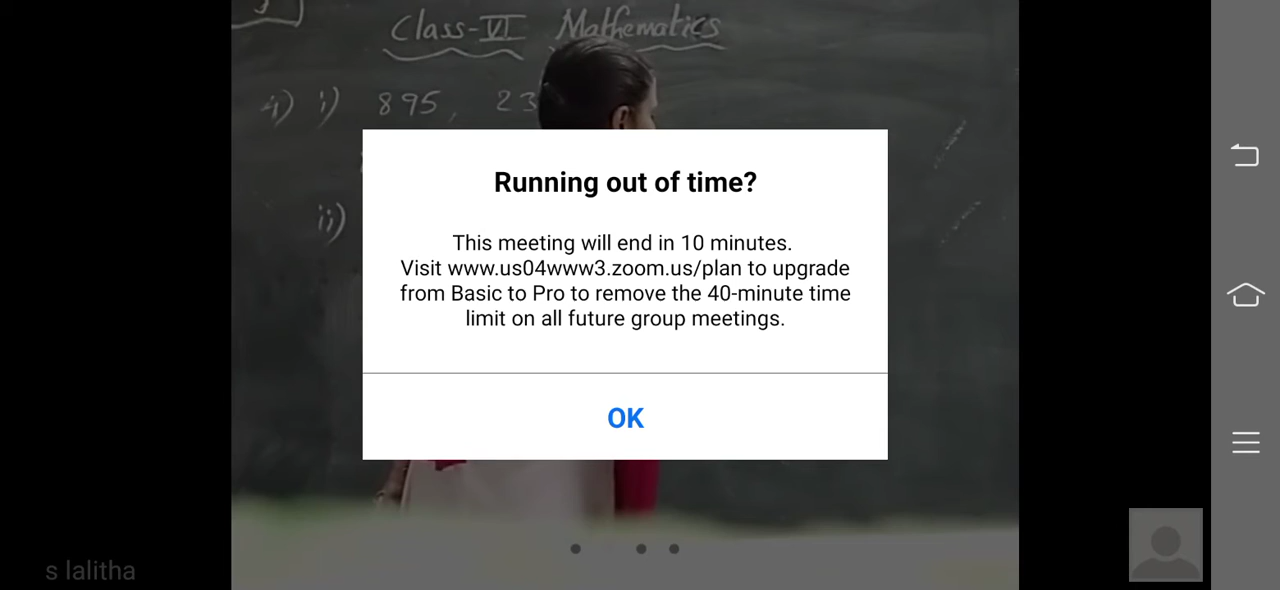 Class-VI Mathematics
4) i) 895, 23
ii)
Running out of time?
This meeting will end in 10 minutes.
Visit www.us04www3.zoom.us/plan to upgrade
from Basic to Pro to remove the 40-minute time
limit on all future group meetings.
OK
s lalitha